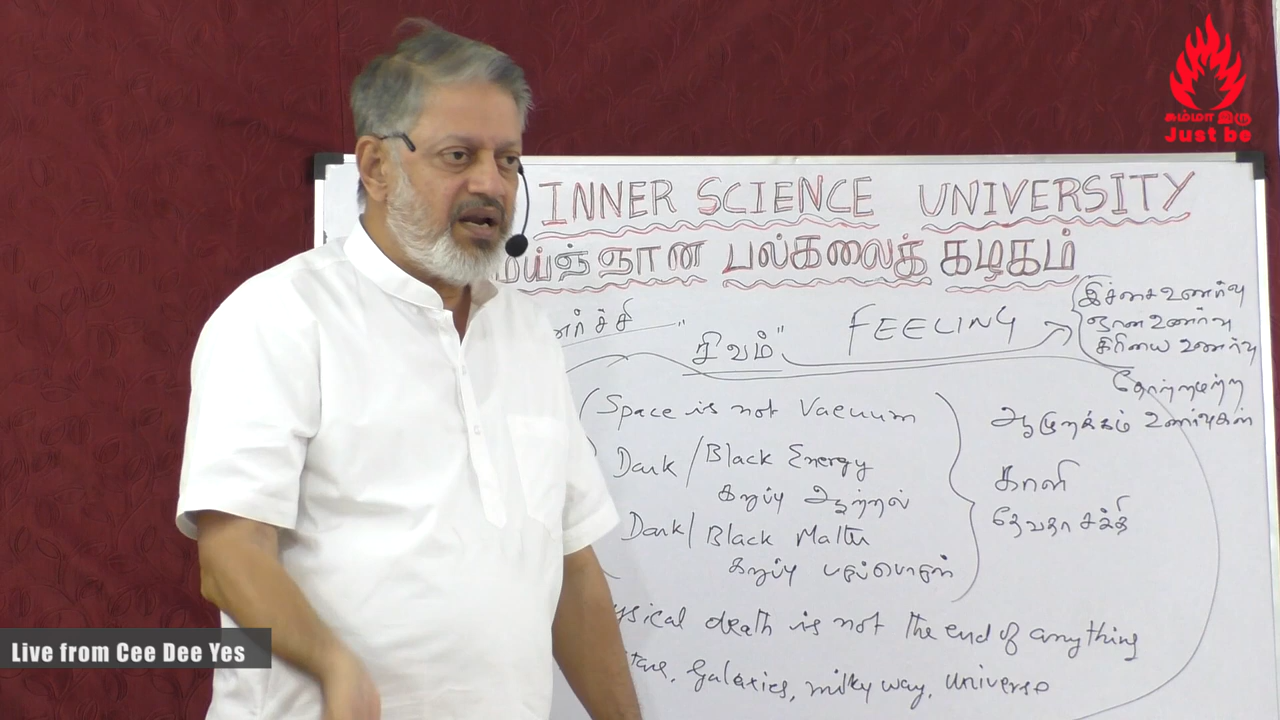 சும்மா இரு
Just be
INNER SCIENCE UNIVERSITY
மெய்ஞ்ஞான பல்கலைக் கழகம்
"சிவம்" FEELING
இச்சை உணர்வு
ஞான உணர்வு
கிரியை உணர்வு
தோற்றமற்ற
ஆழுறக்கம் உணர்வுகள்
Space is not Vacuum
Dark / Black Energy
கறுப்பு ஆற்றல்
Dark / Black Matter
கறுப்பு பருப்பொருள்
காளி
தேவதா சக்தி
death is not the end of anything
Galaxies, milky way, universe
Live from Cee Dee Yes